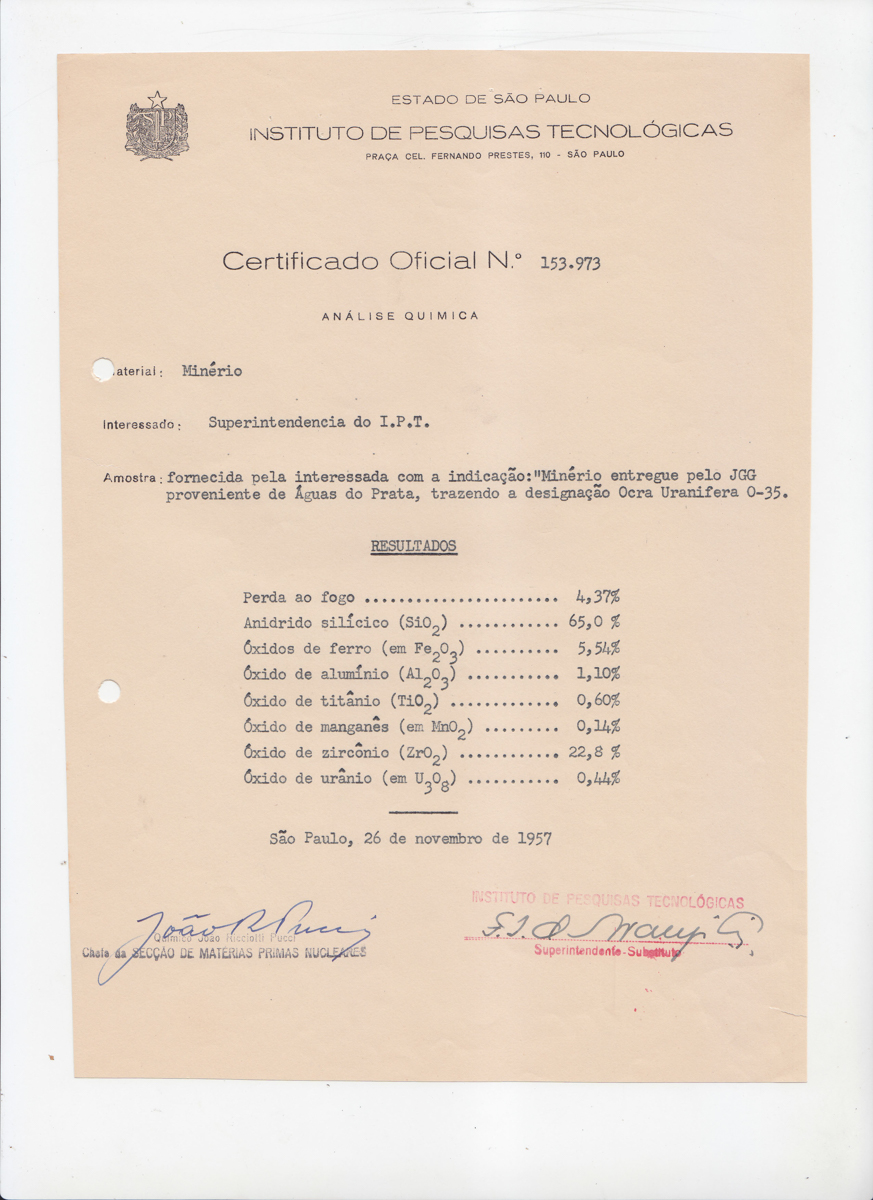 ESTADO DE SÃO PAULO
INSTITUTO DE PESQUISAS TECNOLÓGICAS
PRAÇA CEL. FERNANDO PRESTES, 110 - SÃO PAULO
Certificado Oficial N.º 153.973
ANÁLISE QUIMICA
aterial: Minério
Interessado: Superintendencia do I.P.T.
Amostra: fornecida pela interessada com a indicação:"Minério entregue pelo JGG
proveniente de Águas do Prata, trazendo a designação Ocra Uranifera O-35.
RESULTADOS
Perda ao fogo ....................... 4,37%
Anidrido silícico (SiO2) ............ 65,0 %
Óxidos de ferro (em Fe2O3) .......... 5,54%
Óxido de alumínio (Al2O3) ........... 1,10%
Óxido de titânio (TiO2) ............. 0,60%
Óxido de manganês (em MnO2) ......... 0,14%
Óxido de zircônio (ZrO2) ............ 22,8 %
Óxido de urânio (em U3O8) ........... 0,44%
São Paulo, 26 de novembro de 1957
João R Pucci
Químico João Ricciotti Pucci
Chefe da SECÇÃO DE MATÉRIAS PRIMAS NUCLEARES
INSTITUTO DE PESQUISAS TECNOLÓGICAS
Superintendente-Substituto